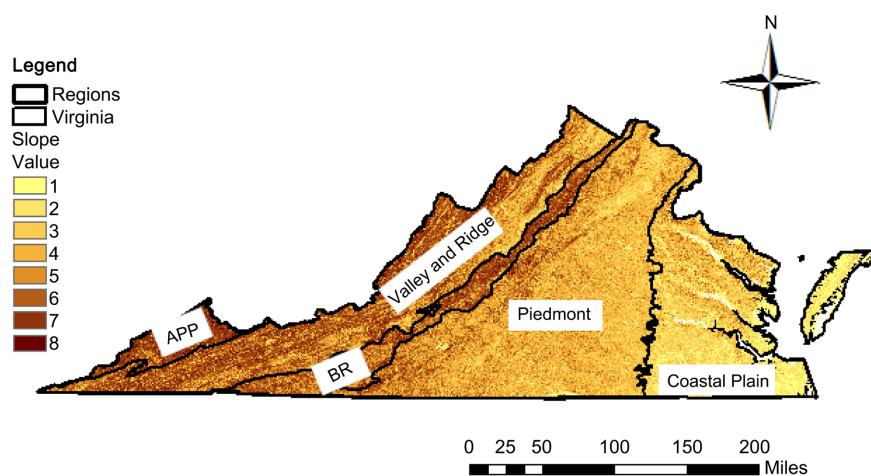 N
Legend
Regions
Virginia
Slope
Value
1
2
3
4
5
6
7
8
Valley and Ridge
APP
BR
Piedmont
Coastal Plain
0 25 50 100 150 200
Miles